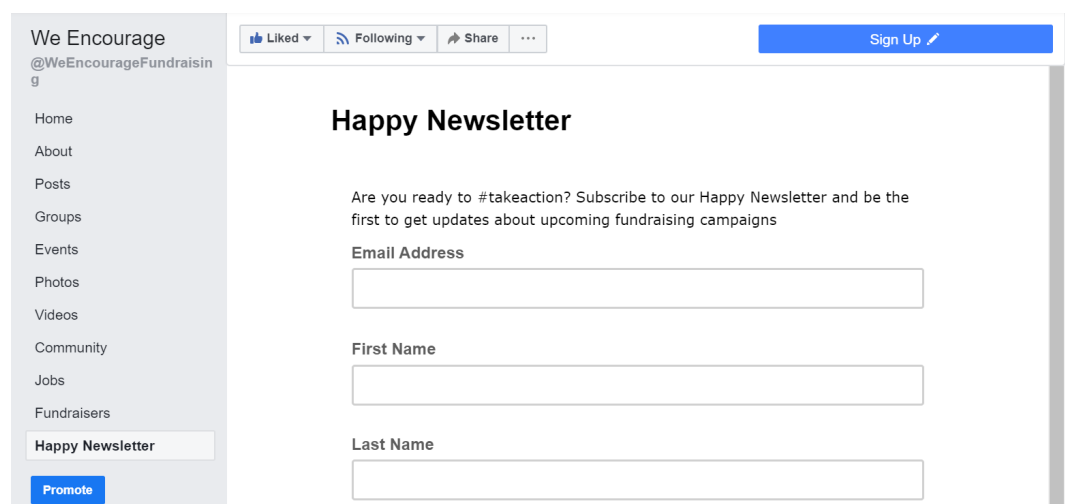 We Encourage
@WeEncourageFundraisin
g
Home
About
Posts
Groups
Events
Photos
Videos
Community
Jobs
Fundraisers
Happy Newsletter
Promote
Liked
Following
Share
...
Sign Up
Happy Newsletter
Are you ready to #takeaction? Subscribe to our Happy Newsletter and be the
first to get updates about upcoming fundraising campaigns
Email Address
First Name
Last Name